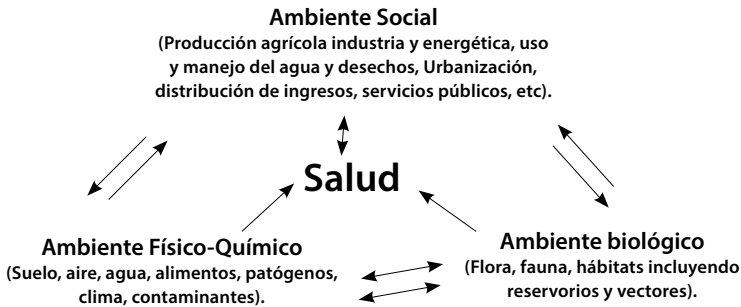 Ambiente Social
(Producción agrícola industria y energética, uso
y manejo del agua y desechos, Urbanización,
distribución de ingresos, servicios públicos, etc).
Salud
Ambiente Físico-Químico
(Suelo, aire, agua, alimentos, patógenos,
clima, contaminantes).
Ambiente biológico
(Flora, fauna, hábitats incluyendo
reservorios y vectores).